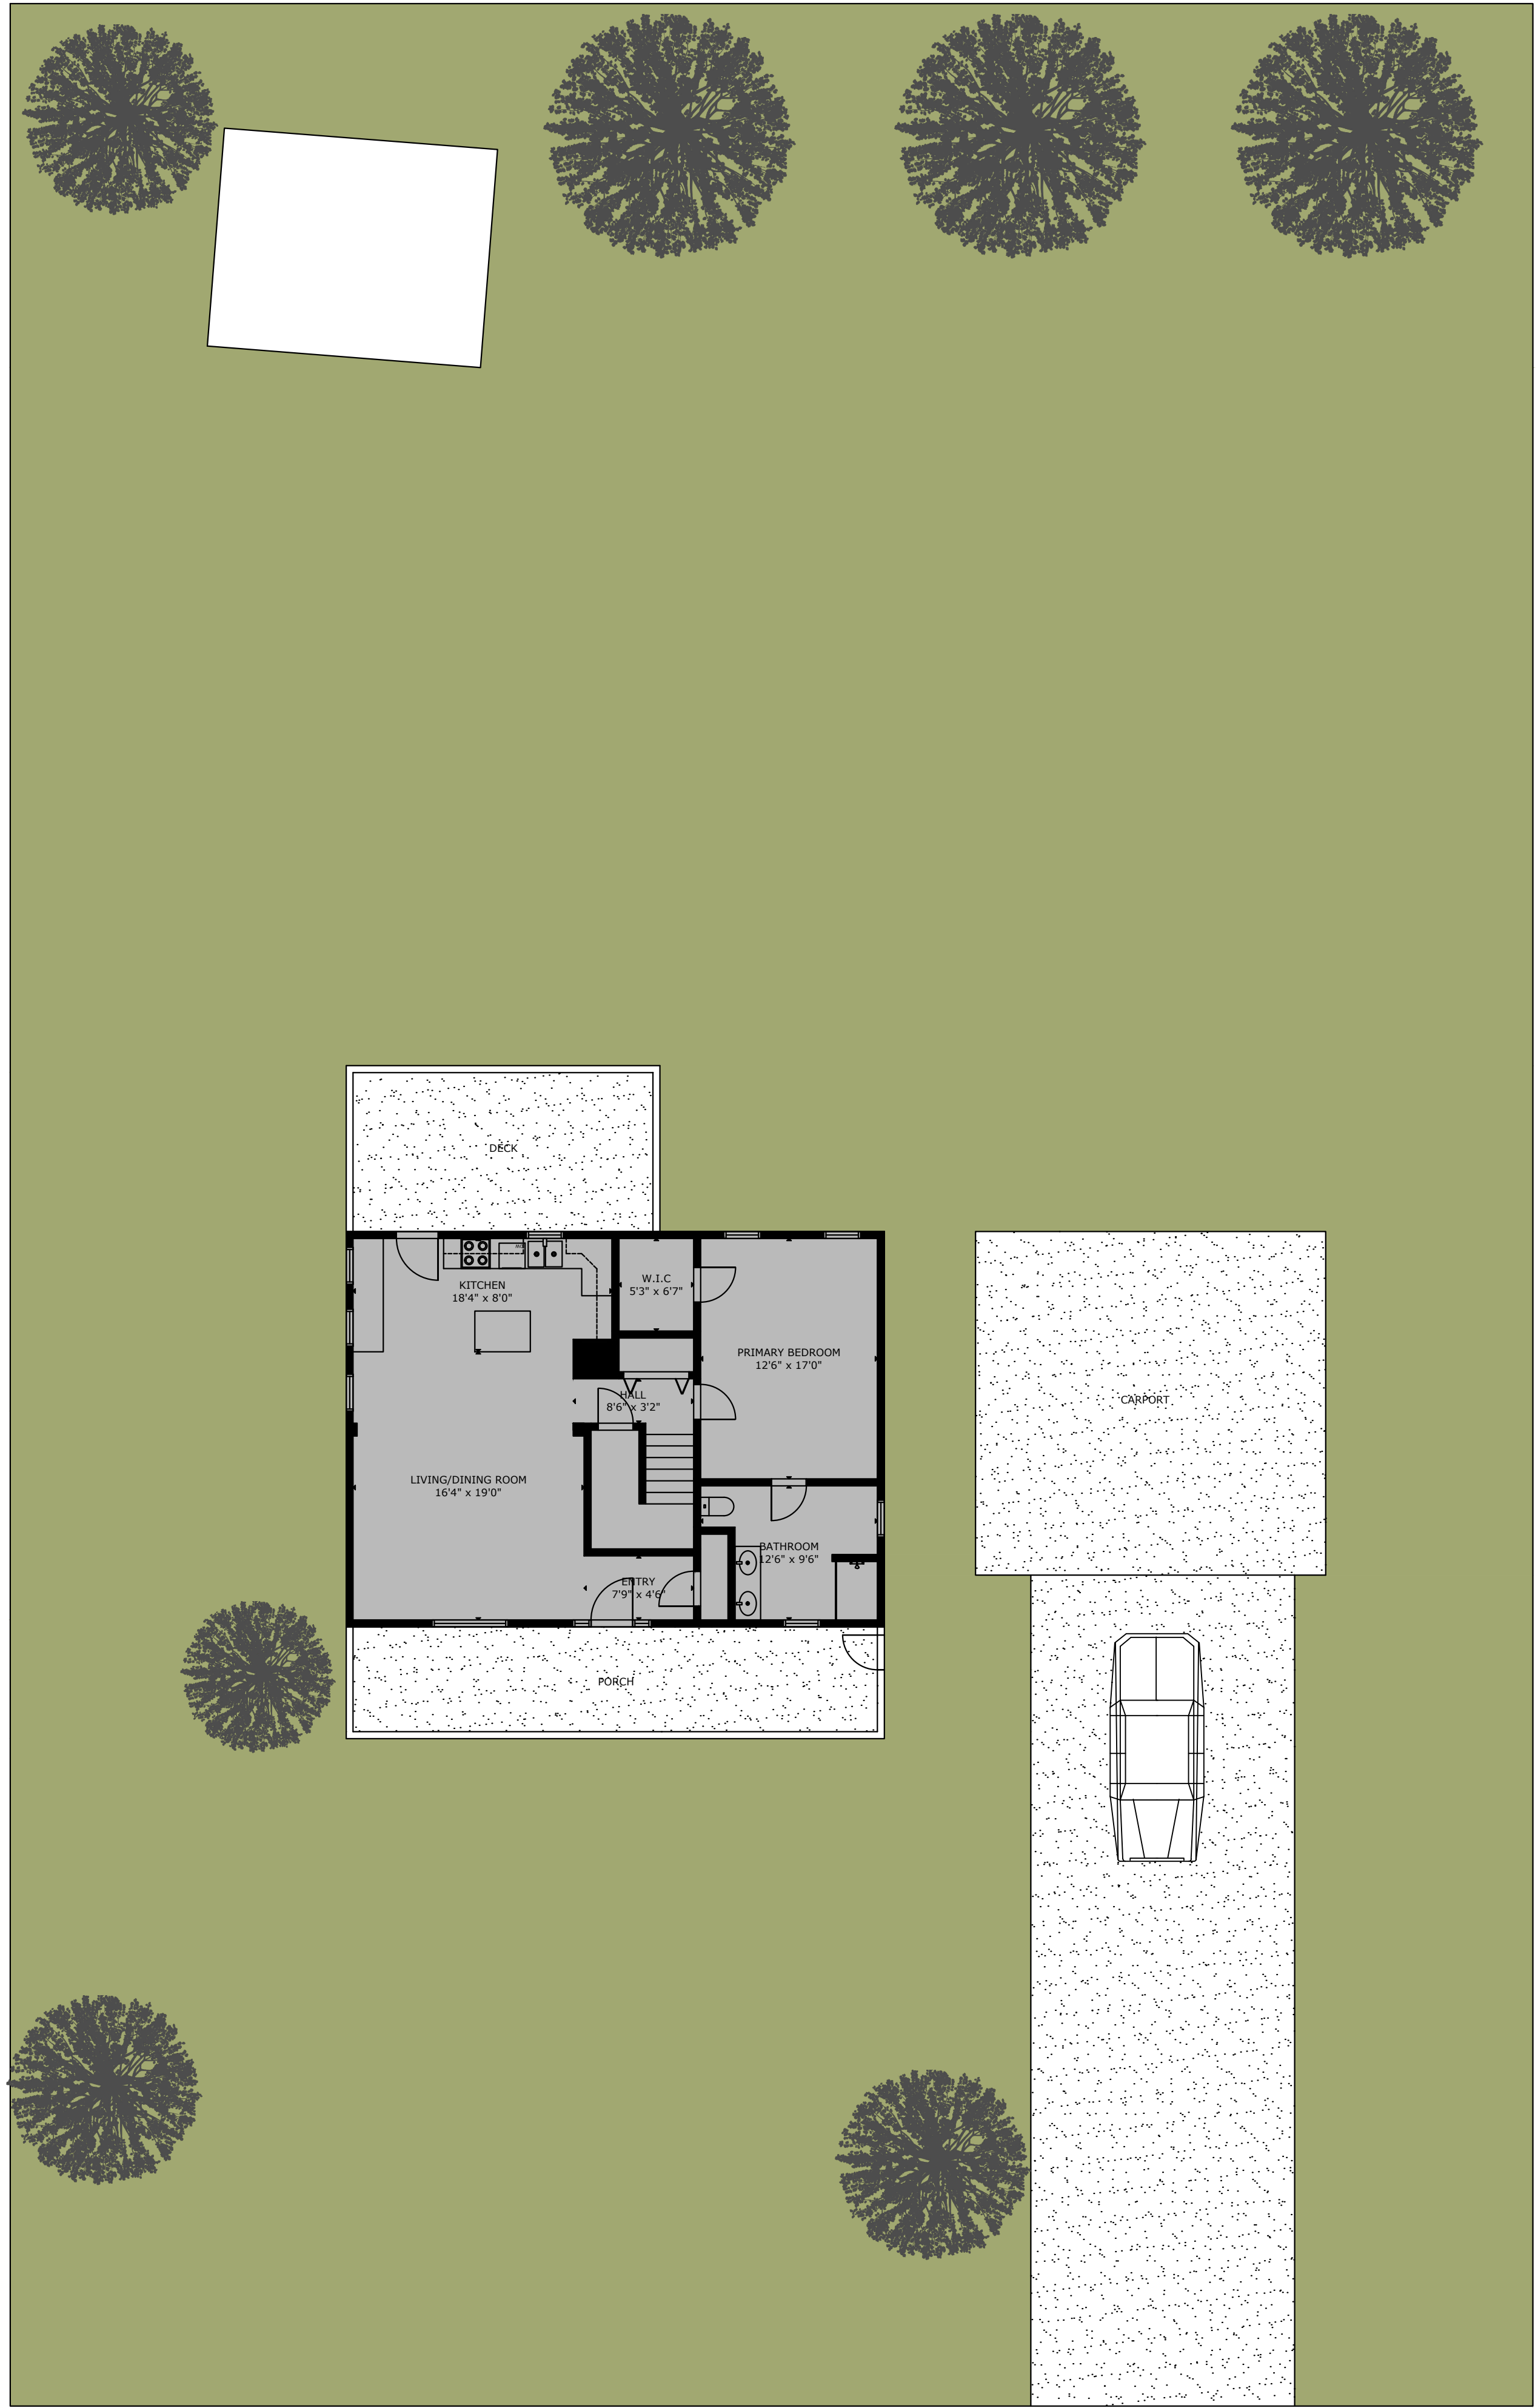 DECK
KITCHEN
18'4" x 8'0"
W.I.C
5'3" x 6'7"
PRIMARY BEDROOM
12'6" x 17'0"
HALL
8'6" x 3'2"
CARPORT
LIVING/DINING ROOM
16'4" x 19'0"
BATHROOM
12'6" x 9'6"
ENTRY
7'9" x 4'6"
PORCH